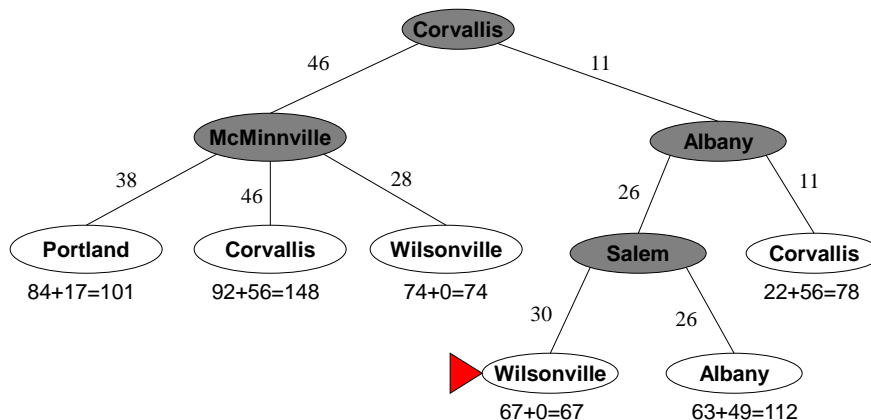 Corvallis
46
11
McMinnville
Albany
38
46
28
26
11
Portland
Corvallis
Wilsonville
Salem
Corvallis
84+17=101
92+56=148
74+0=74
22+56=78
30
26
Wilsonville
Albany
67+0=67
63+49=112